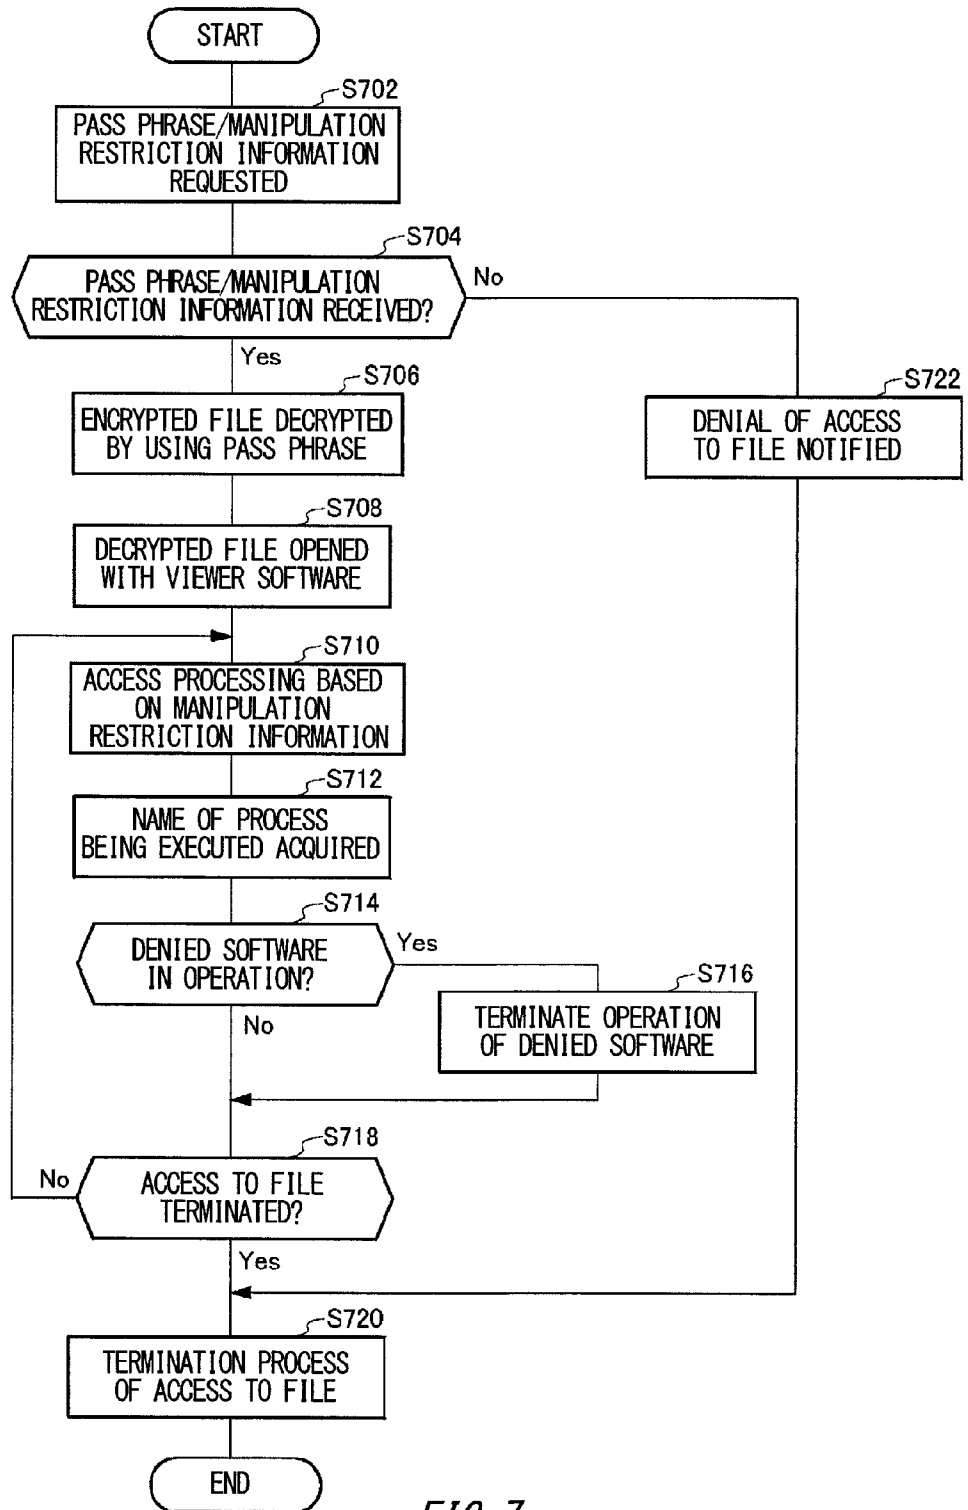 START
S702
PASS PHRASE/MANIPULATION
RESTRICTION INFORMATION
REQUESTED
S704
PASS PHRASE/MANIPULATION
RESTRICTION INFORMATION RECEIVED?
No
Yes
S706
ENCRYPTED FILE DECRYPTED
BY USING PASS PHRASE
S722
DENIAL OF ACCESS
TO FILE NOTIFIED
S708
DECRYPTED FILE OPENED
WITH VIEWER SOFTWARE
S710
ACCESS PROCESSING BASED
ON MANIPULATION
RESTRICTION INFORMATION
S712
NAME OF PROCESS
BEING EXECUTED ACQUIRED
S714
DENIED SOFTWARE
IN OPERATION?
Yes
No
S716
TERMINATE OPERATION
OF DENIED SOFTWARE
S718
ACCESS TO FILE
TERMINATED?
No
Yes
S720
TERMINATION PROCESS
OF ACCESS TO FILE
END
FIG. 7